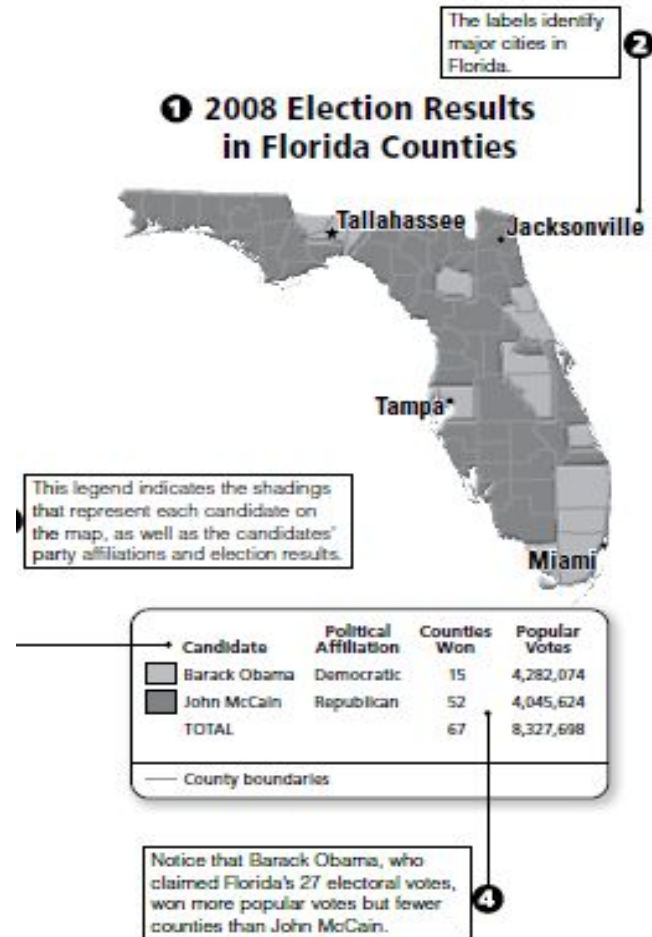 The labels identify
major cities in
Florida.
2
1 2008 Election Results
in Florida Counties
Tallahassee
Jacksonville
Tampa
Miami
This legend indicates the shadings
that represent each candidate on
the map, as well as the candidates'
party affiliations and election results.
Candidate Political Affiliation Counties Won Popular Votes
Barack Obama Democratic 15 4,282,074
John McCain Republican 52 4,045,624
TOTAL 67 8,327,698
County boundaries
Notice that Barack Obama, who
claimed Florida's 27 electoral votes,
won more popular votes but fewer
counties than John McCain.
4